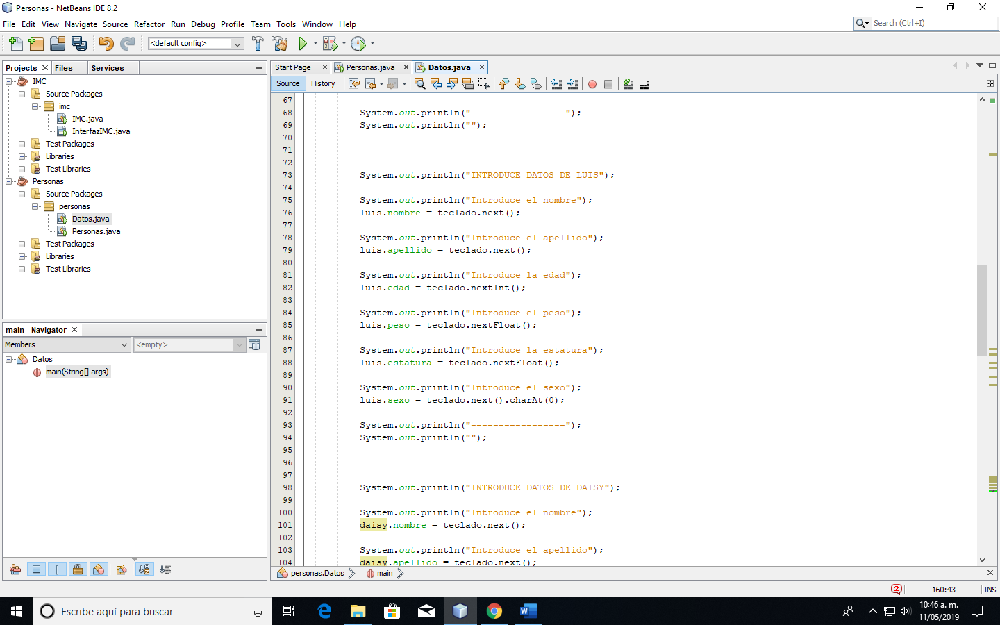 Personas - NetBeans IDE 8.2
File Edit View Navigate Source Refactor Run Debug Profile Team Tools Window Help
Search (Ctrl+I)
<default config>
Projects Files Services
IMC
Source Packages
imc
IMC.java
InterfazIMC.java
Test Packages
Libraries
Test Libraries
Personas
Source Packages
personas
Datos.java
Personas.java
Test Packages
Libraries
Test Libraries
main - Navigator
Members <empty>
Datos
main(String[] args)
Start Page Personas.java Datos.java
Source History
67
68 System.out.println("-----------------");
69 System.out.println("");
70
71
72
73 System.out.println("INTRODUCE DATOS DE LUIS");
74
75 System.out.println("Introduce el nombre");
76 luis.nombre = teclado.next();
77
78 System.out.println("Introduce el apellido");
79 luis.apellido = teclado.next();
80
81 System.out.println("Introduce la edad");
82 luis.edad = teclado.nextInt();
83
84 System.out.println("Introduce el peso");
85 luis.peso = teclado.nextFloat();
86
87 System.out.println("Introduce la estatura");
88 luis.estatura = teclado.nextFloat();
89
90 System.out.println("Introduce el sexo");
91 luis.sexo = teclado.next().charAt(0);
92
93 System.out.println("-----------------");
94 System.out.println("");
95
96
97
98 System.out.println("INTRODUCE DATOS DE DAISY");
99
100 System.out.println("Introduce el nombre");
101 daisy.nombre = teclado.next();
102
103 System.out.println("Introduce el apellido");
104 daisy.apellido = teclado.next();
personas.Datos main
2 160:43 INS
Escribe aquí para buscar
10:46 a. m.
11/05/2019